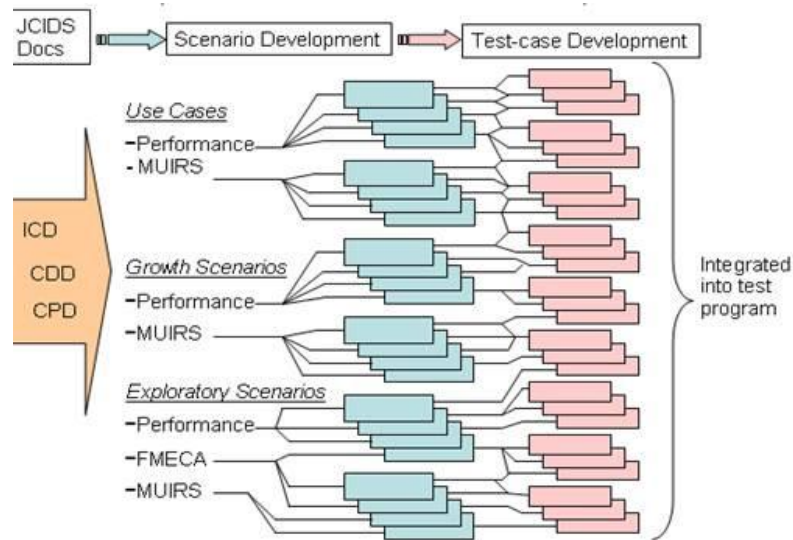 JCIDS
Docs
Scenario Development
Test-case Development
Use Cases
-Performance
- MUIRS
ICD
CDD
CPD
Growth Scenarios
-Performance
-MUIRS
Exploratory Scenarios
-Performance
-FMECA
-MUIRS
Integrated
into test
program